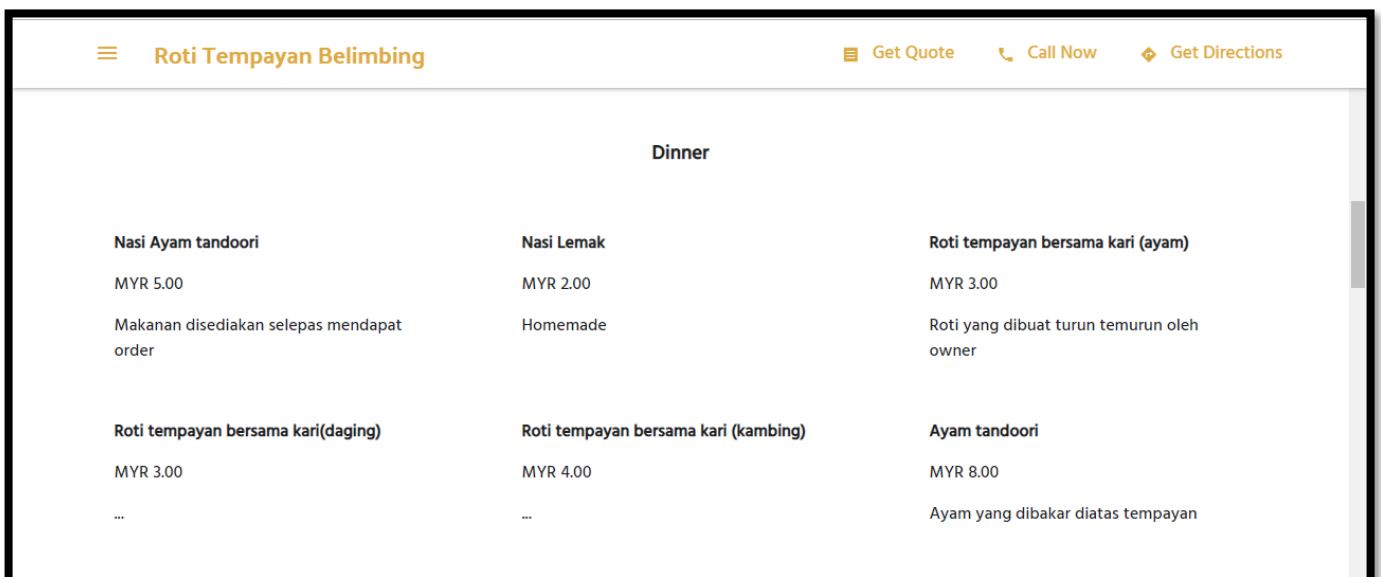 Roti Tempayan Belimbing
Get Quote
Call Now
Get Directions
Dinner
Nasi Ayam tandoori
MYR 5.00
Makanan disediakan selepas mendapat
order
Nasi Lemak
MYR 2.00
Homemade
Roti tempayan bersama kari (ayam)
MYR 3.00
Roti yang dibuat turun temurun oleh
owner
Roti tempayan bersama kari(daging)
MYR 3.00
...
Roti tempayan bersama kari (kambing)
MYR 4.00
...
Ayam tandoori
MYR 8.00
Ayam yang dibakar diatas tempayan